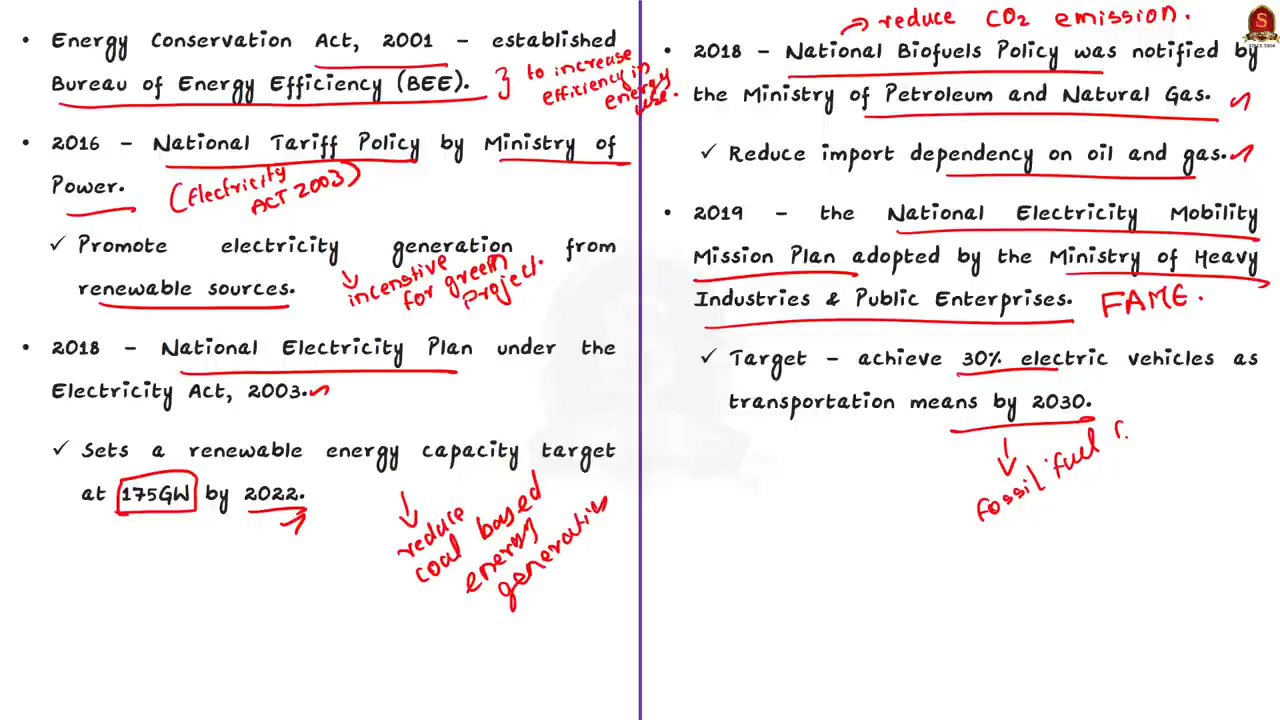 • Energy Conservation Act, 2001 - established
Bureau of Energy Efficiency (BEE).
} to increase
efficiency in
energy
use.
• 2016 - National Tariff Policy by Ministry of
Power.
(Electricity
ACT 2003)
✓ Promote electricity generation from
renewable sources.
incenstive
for green
project.
• 2018 - National Electricity Plan under the
Electricity Act, 2003.
✓ Sets a renewable energy capacity target
at 175GW by 2022.
reduce
coal based
energy
generation
→ reduce CO2 emission.
• 2018 - National Biofuels Policy was notified by
the Ministry of Petroleum and Natural Gas.
✓ Reduce import dependency on oil and gas.
• 2019 - the National Electricity Mobility
Mission Plan adopted by the Ministry of Heavy
Industries & Public Enterprises.
FAME.
✓ Target - achieve 30% electric vehicles as
transportation means by 2030.
fossil fuel
S